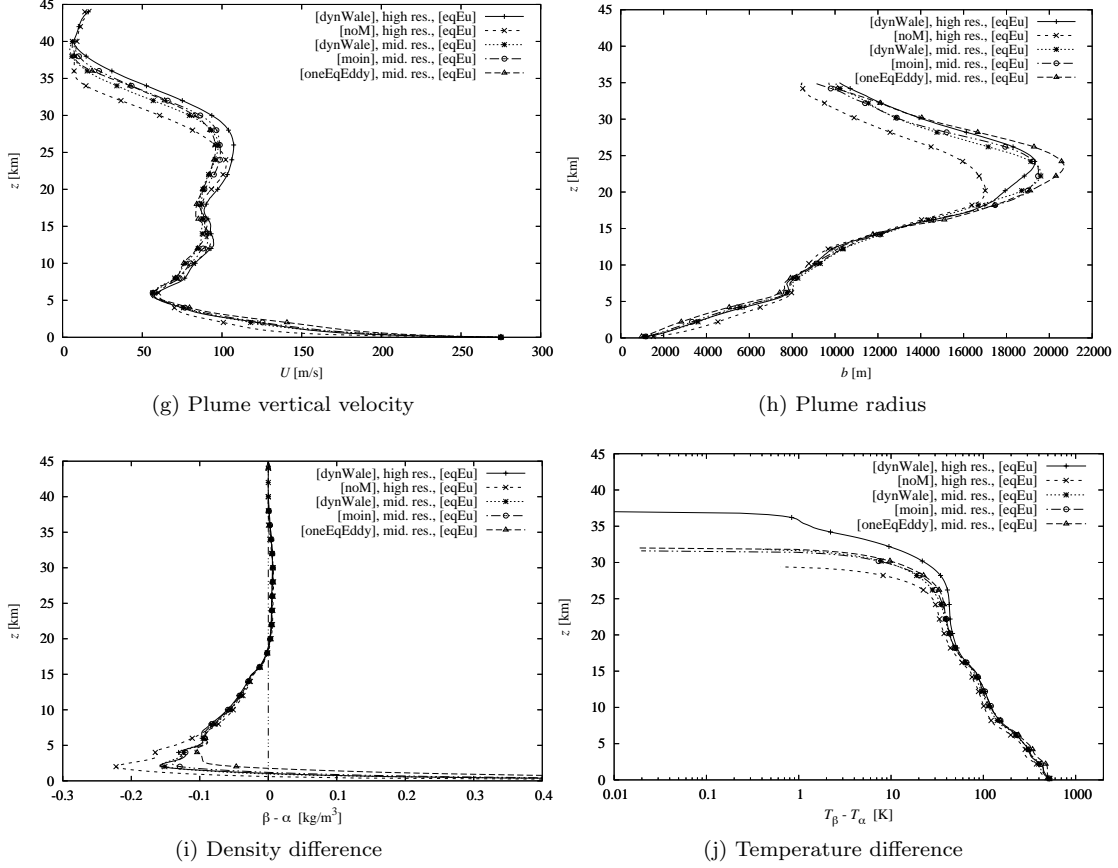 45
40
35
30
25
20
15
10
5
0
z [km]
[dynWale], high res., [eqEu]
[noM], high res., [eqEu]
[dynWale], mid. res., [eqEu]
[moin], mid. res., [eqEu]
[oneEqEddy], mid. res., [eqEu]
0 50 100 150 200 250 300
U [m/s]
(g) Plume vertical velocity
45
40
35
30
25
20
15
10
5
0
z [km]
[dynWale], high res., [eqEu]
[noM], high res., [eqEu]
[dynWale], mid. res., [eqEu]
[moin], mid. res., [eqEu]
[oneEqEddy], mid. res., [eqEu]
0 2000 4000 6000 8000 10000 12000 14000 16000 18000 20000 22000
b [m]
(h) Plume radius
45
40
35
30
25
20
15
10
5
0
z [km]
[dynWale], high res., [eqEu]
[noM], high res., [eqEu]
[dynWale], mid. res., [eqEu]
[moin], mid. res., [eqEu]
[oneEqEddy], mid. res., [eqEu]
-0.3 -0.2 -0.1 0 0.1 0.2 0.3 0.4
β - α [kg/m³]
(i) Density difference
45
40
35
30
25
20
15
10
5
0
z [km]
[dynWale], high res., [eqEu]
[noM], high res., [eqEu]
[dynWale], mid. res., [eqEu]
[moin], mid. res., [eqEu]
[oneEqEddy], mid. res., [eqEu]
0.01 0.1 1 10 100 1000
T_β - T_α [K]
(j) Temperature difference